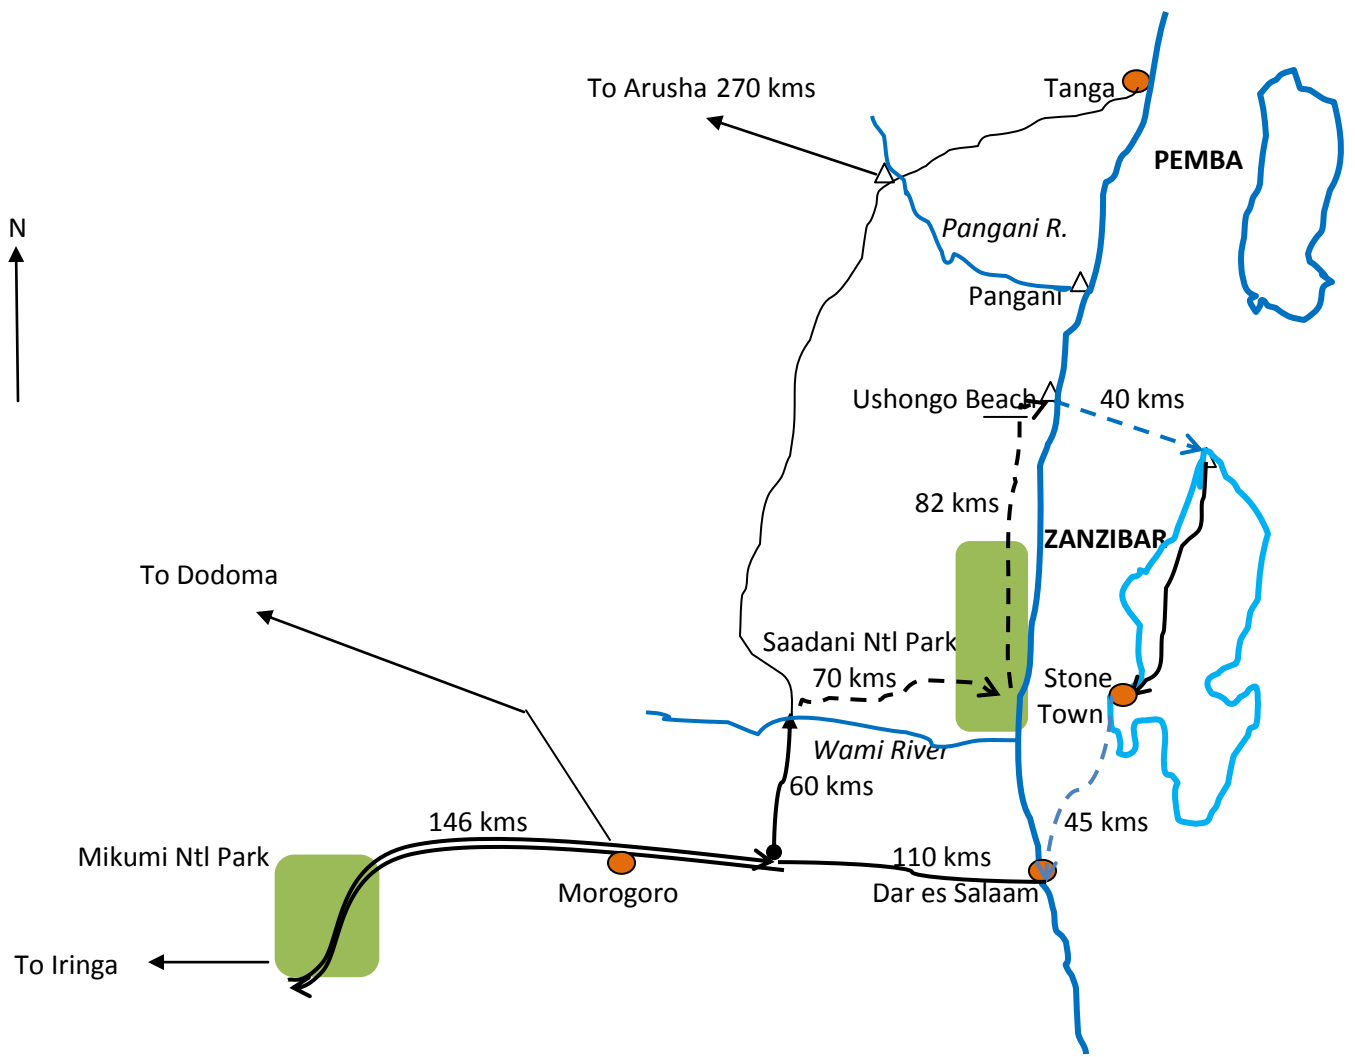 To Arusha 270 kms
Tanga
PEMBA
N
Pangani R.
Pangani
Ushongo Beach
40 kms
82 kms
ZANZIBAR
To Dodoma
Saadani Ntl Park
70 kms
Stone
Town
Wami River
60 kms
146 kms
45 kms
Mikumi Ntl Park
110 kms
Morogoro
Dar es Salaam
To Iringa